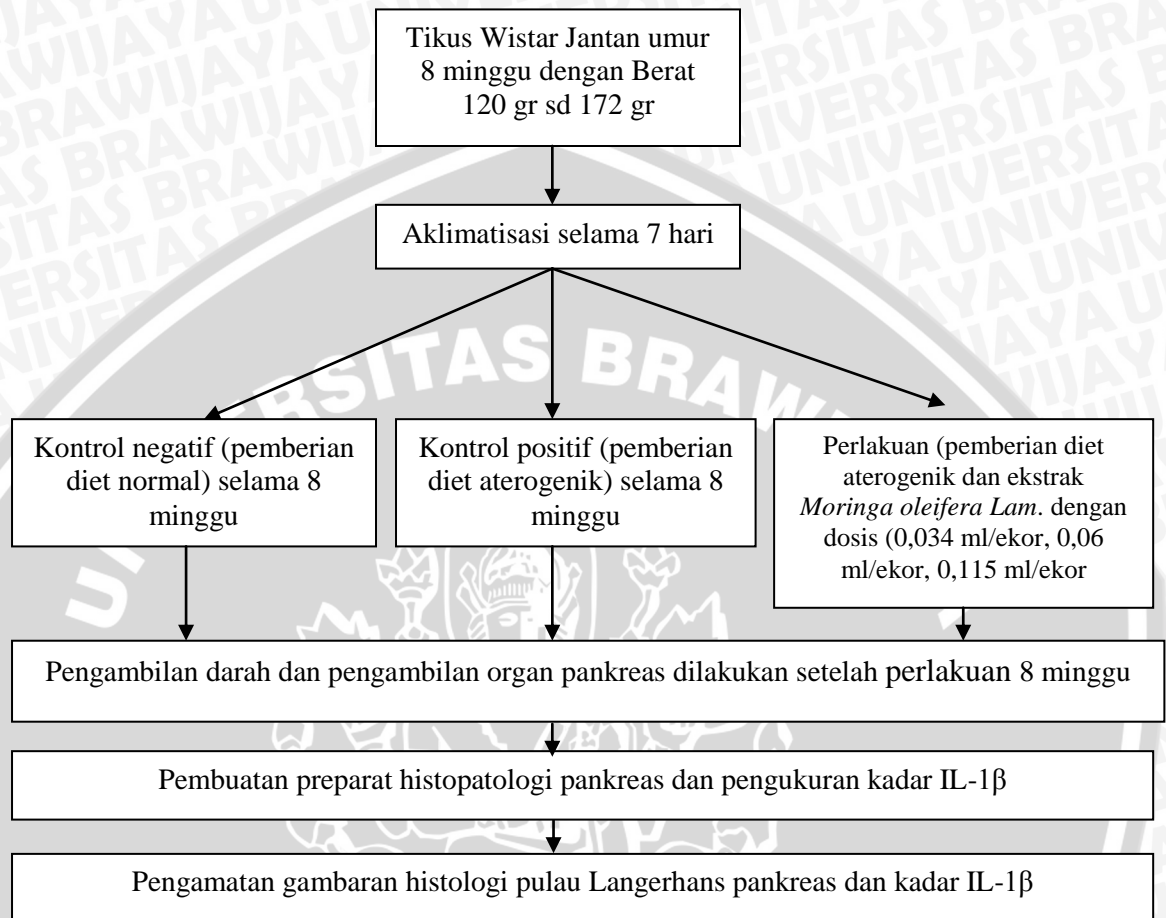 Tikus Wistar Jantan umur
8 minggu dengan Berat
120 gr sd 172 gr
Aklimatisasi selama 7 hari
UNIVERSITAS BRAWIJAYA
Kontrol negatif (pemberian
diet normal) selama 8
minggu
Kontrol positif (pemberian
diet aterogenik) selama 8
minggu
Perlakuan (pemberian diet
aterogenik dan ekstrak
Moringa oleifera Lam. dengan
dosis (0,034 ml/ekor, 0,06
ml/ekor, 0,115 ml/ekor
Pengambilan darah dan pengambilan organ pankreas dilakukan setelah perlakuan 8 minggu
Pembuatan preparat histopatologi pankreas dan pengukuran kadar IL-1β
Pengamatan gambaran histologi pulau Langerhans pankreas dan kadar IL-1β